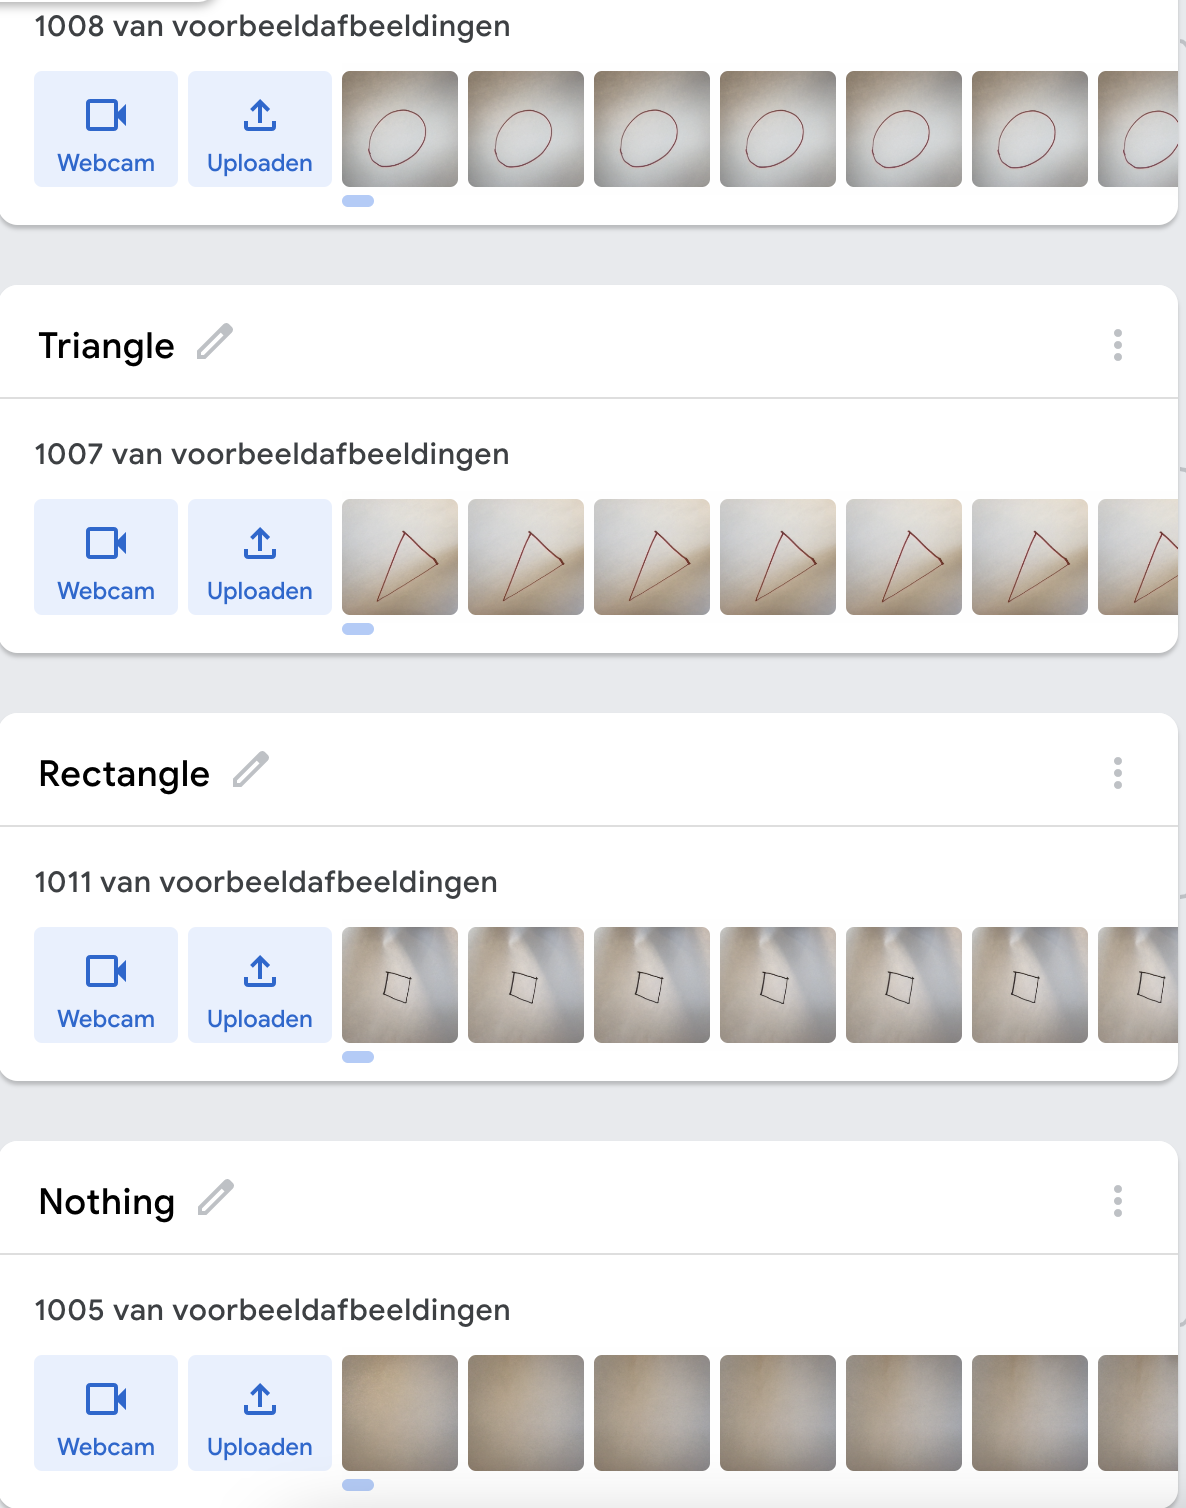 1008 van voorbeeldafbeeldingen
Webcam
Uploaden
Triangle
1007 van voorbeeldafbeeldingen
Webcam
Uploaden
Rectangle
1011 van voorbeeldafbeeldingen
Webcam
Uploaden
Nothing
1005 van voorbeeldafbeeldingen
Webcam
Uploaden